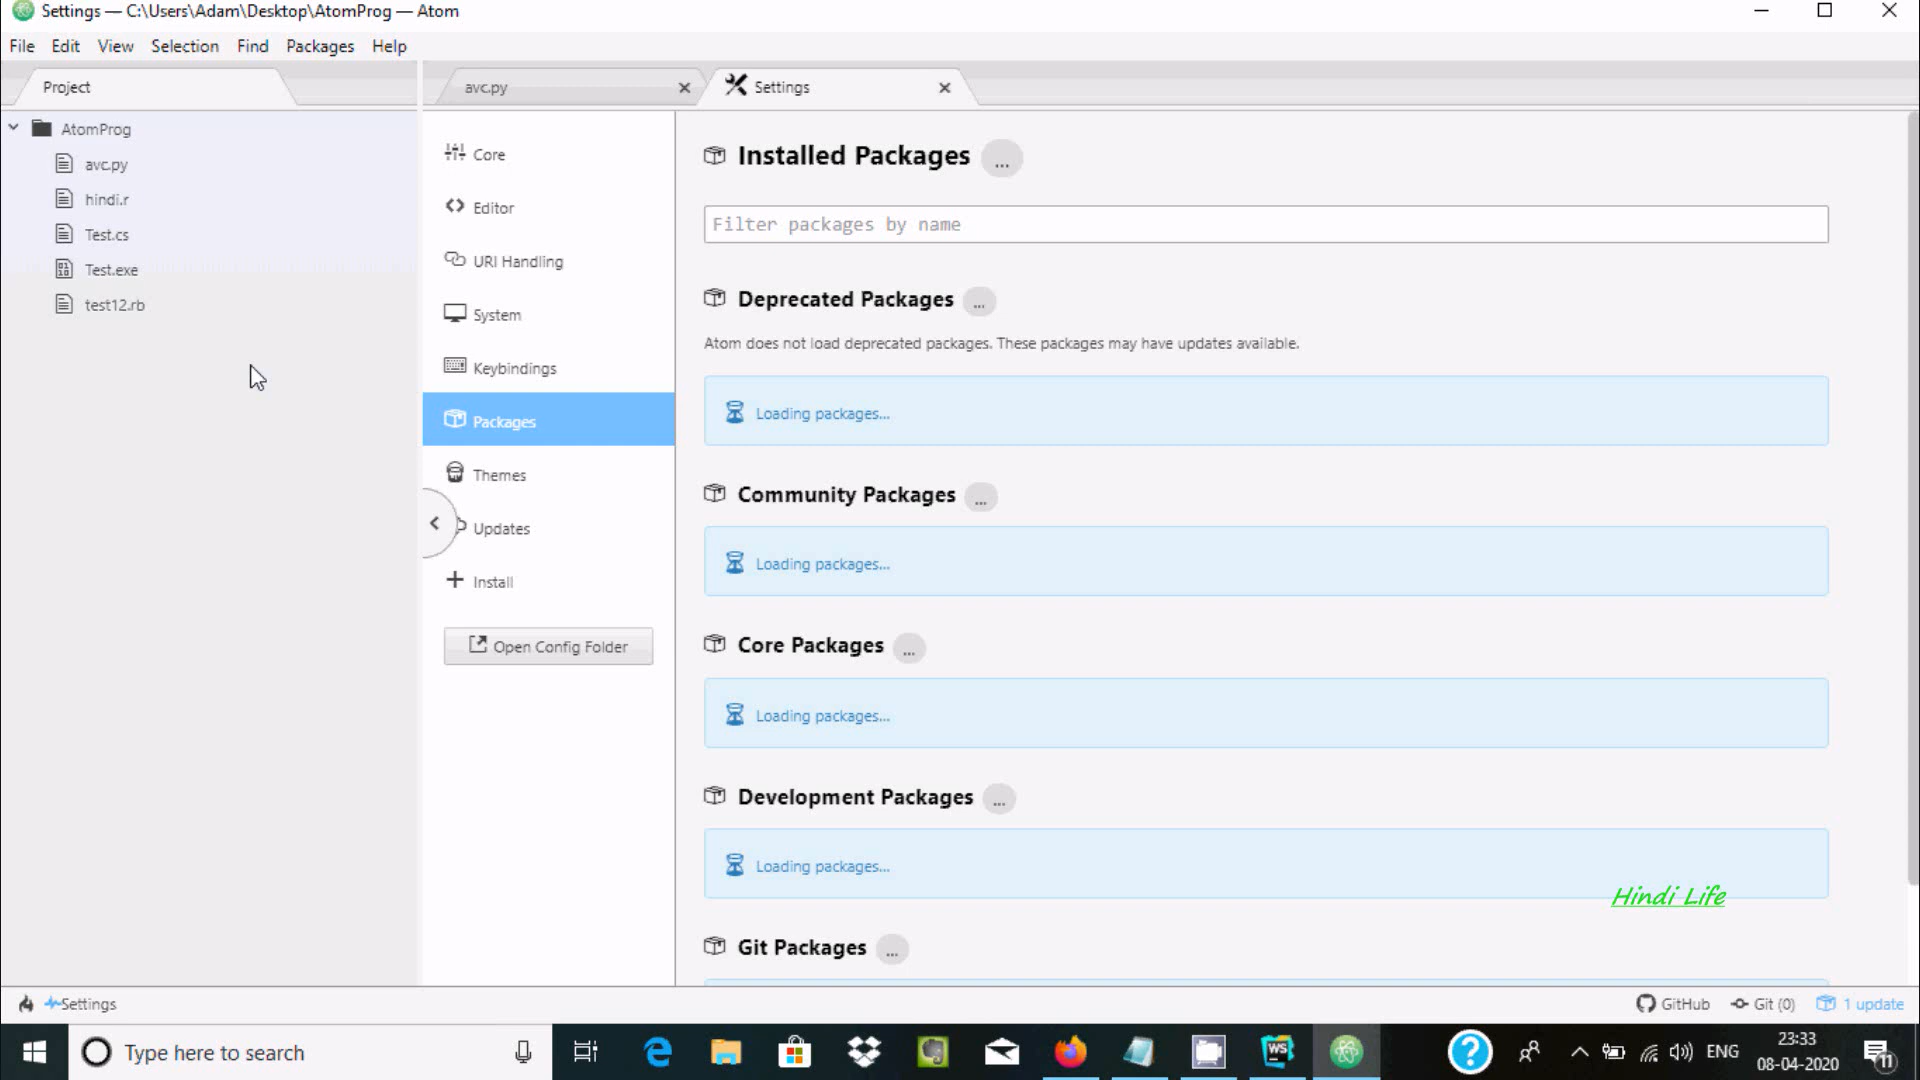 Settings — C:\Users\Adam\Desktop\AtomProg — Atom
File Edit View Selection Find Packages Help
Project
avc.py
Settings
AtomProg
avc.py
hindi.r
Test.cs
Test.exe
test12.rb
Core
Editor
URI Handling
System
Keybindings
Packages
Themes
Updates
Install
Open Config Folder
Installed Packages ...
Filter packages by name
Deprecated Packages ...
Atom does not load deprecated packages. These packages may have updates available.
Loading packages...
Community Packages ...
Loading packages...
Core Packages ...
Loading packages...
Development Packages ...
Loading packages...
Hindi Life
Git Packages ...
Settings
GitHub Git (0) 1 update
Type here to search
WS
ENG
23:33
08-04-2020
11